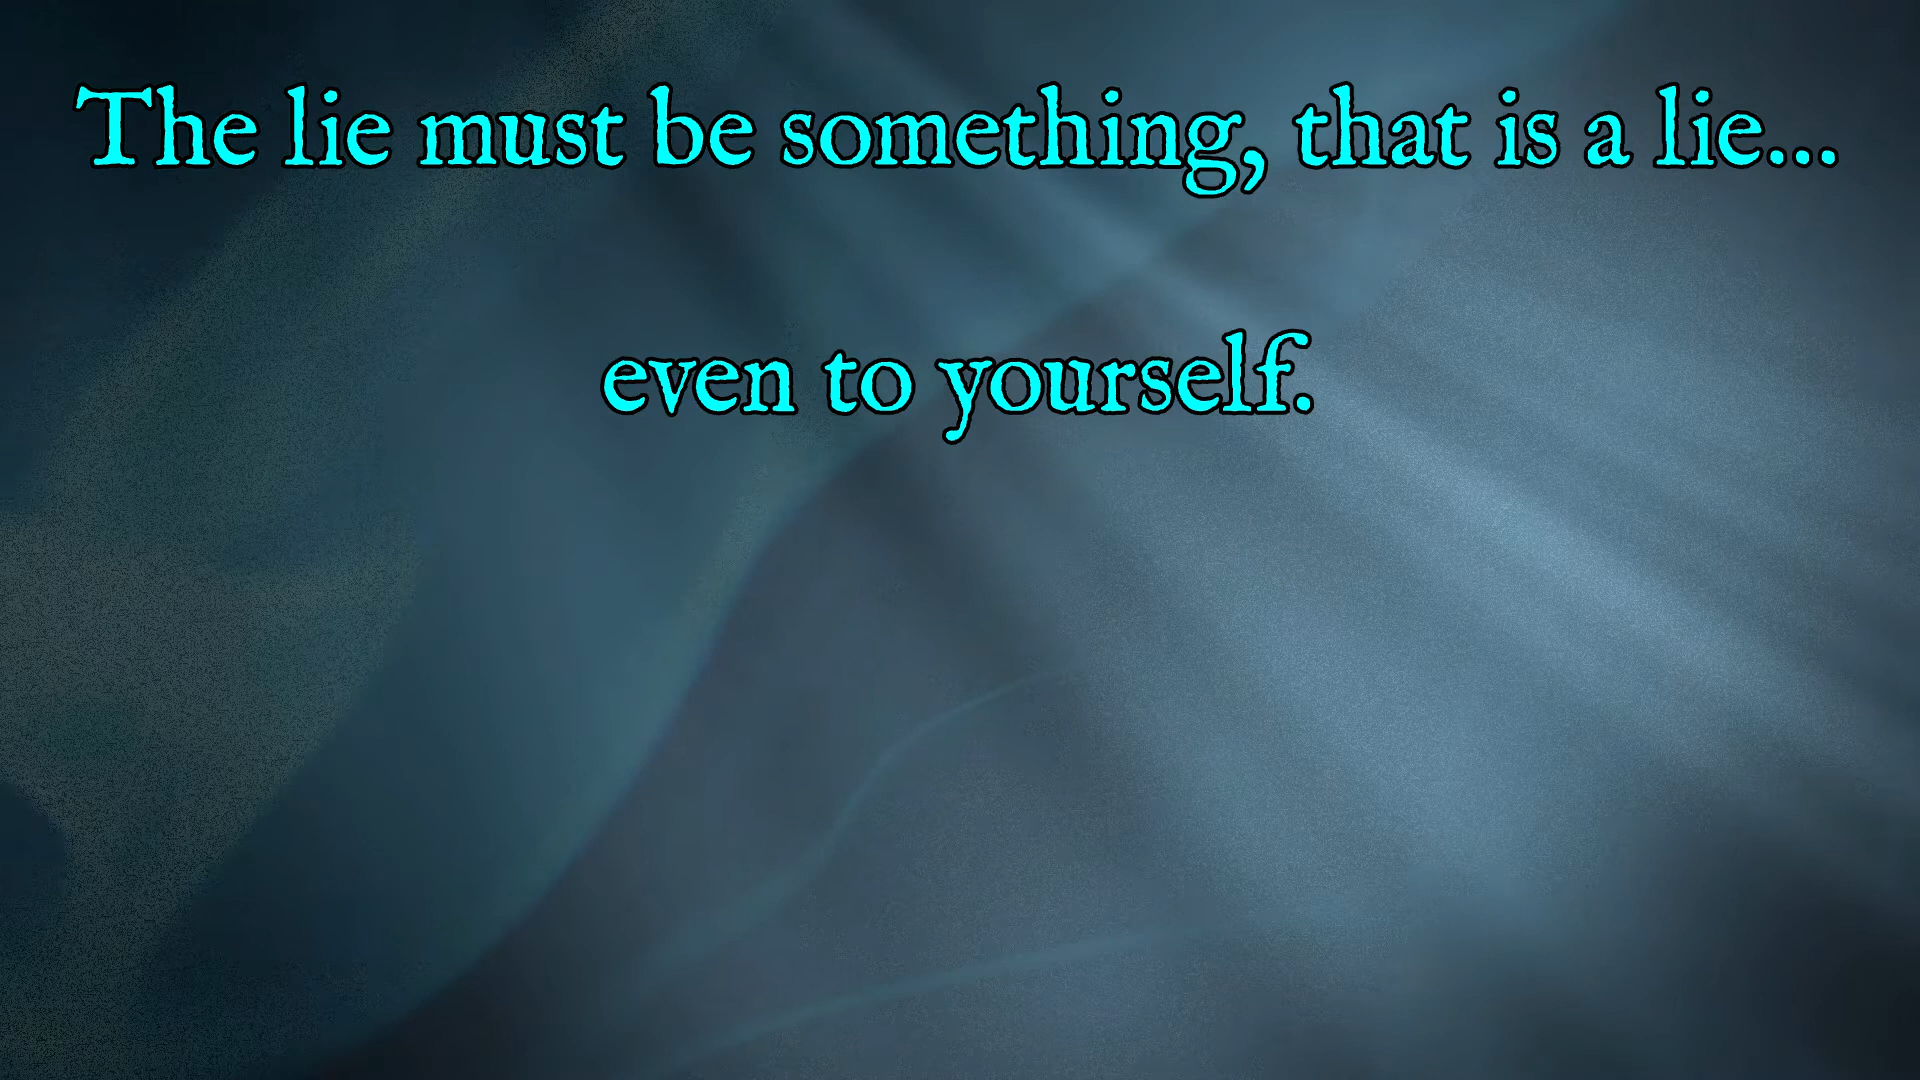 The lie must be something, that is a lie...
even to yourself.